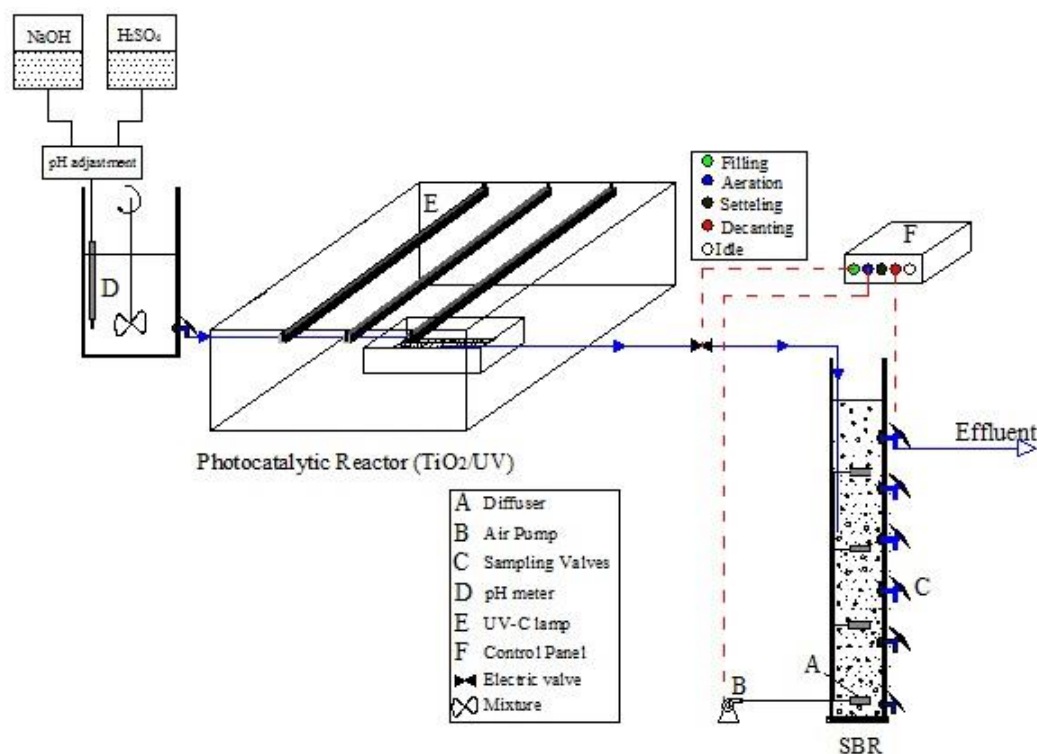 NaOH
H2SO4
pH adjustment
D
E
Filling
Aeration
Setteling
Decanting
Idle
F
Photocatalytic Reactor (TiO2/UV)
Effluent
A Diffuser
B Air Pump
C Sampling Valves
D pH meter
E UV-C lamp
F Control Panel
Electric valve
Mixture
C
A
B
SBR